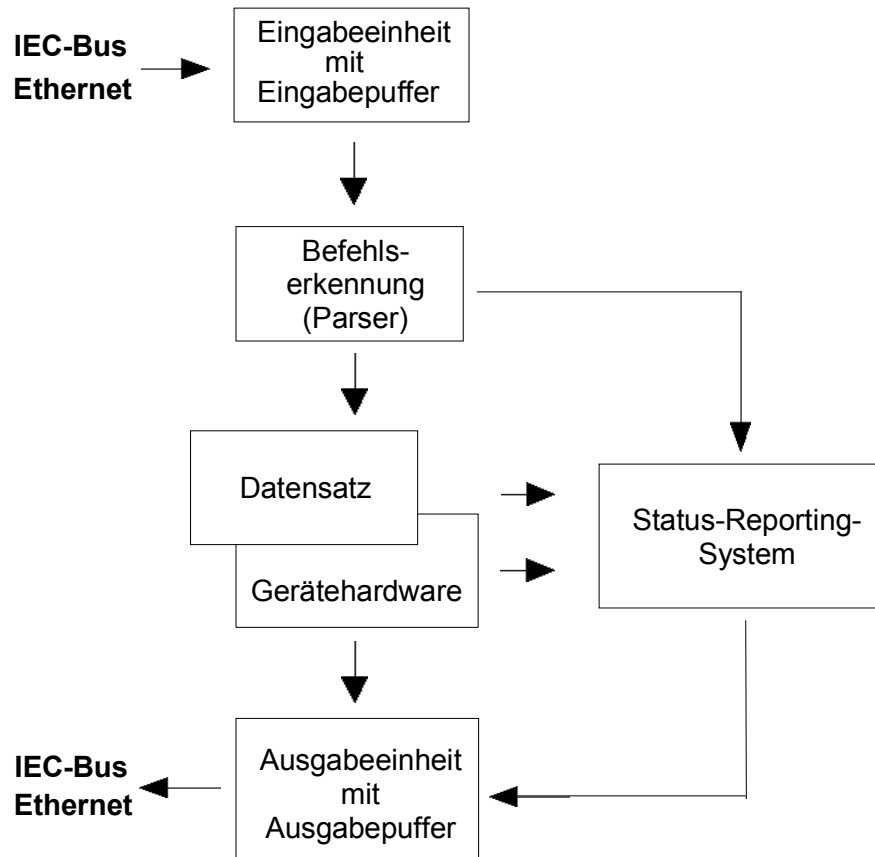 IEC-Bus
Ethernet
Eingabeeinheit
mit
Eingabepuffer
Befehls-
erkennung
(Parser)
Datensatz
Gerätehardware
Status-Reporting-
System
IEC-Bus
Ethernet
Ausgabeeinheit
mit
Ausgabepuffer